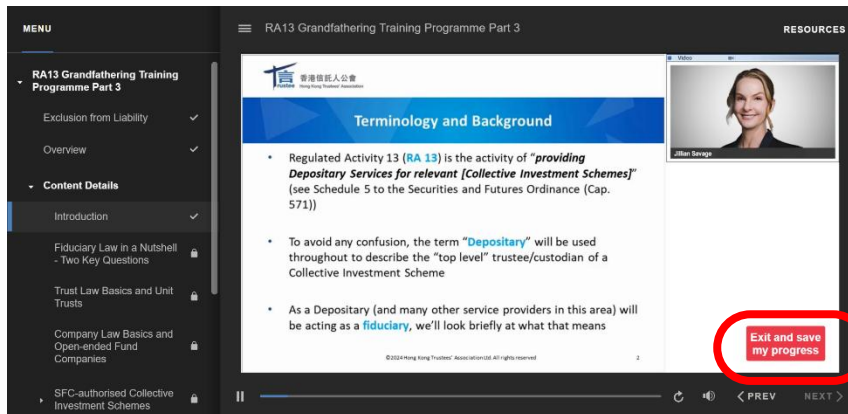 MENU
RA13 Grandfathering Training Programme Part 3
RESOURCES
RA13 Grandfathering Training
Programme Part 3
Exclusion from Liability
Overview
Content Details
Introduction
Fiduciary Law in a Nutshell
- Two Key Questions
Trust Law Basics and Unit
Trusts
Company Law Basics and
Open-ended Fund
Companies
SFC-authorised Collective
Investment Schemes
言
Trustee
香港信託人公會
Hong Kong Trustees' Association
Terminology and Background
• Regulated Activity 13 (RA 13) is the activity of "providing
Depositary Services for relevant [Collective Investment Schemes]"
(see Schedule 5 to the Securities and Futures Ordinance (Cap.
571))
• To avoid any confusion, the term "Depositary" will be used
throughout to describe the "top level" trustee/custodian of a
Collective Investment Scheme
• As a Depositary (and many other service providers in this area) will
be acting as a fiduciary, we'll look briefly at what that means
©2024 Hong Kong Trustees' Association Ltd. All rights reserved
2
Video
Jillian Savage
Exit and save
my progress
PREV
NEXT